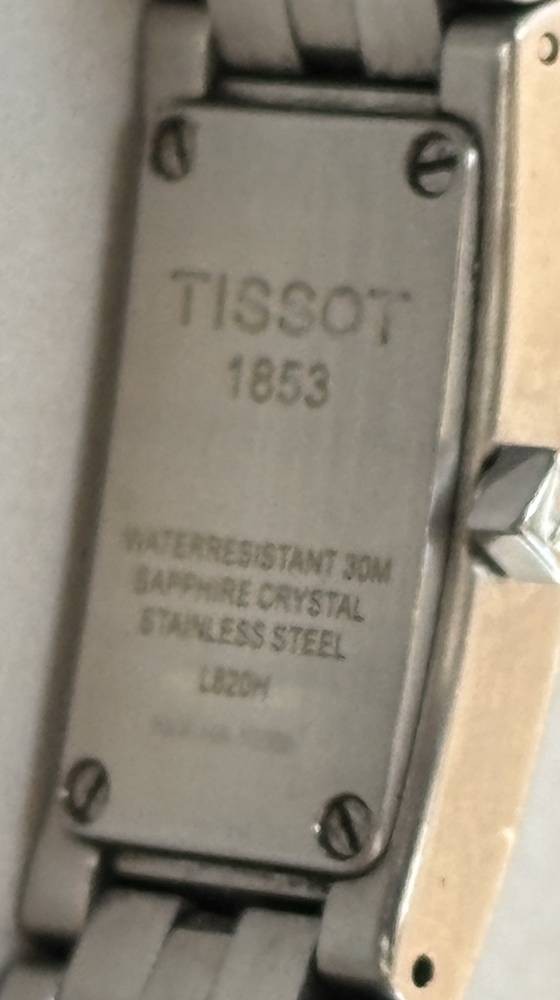 TISSOT
1853
WATERRESISTANT 30M
SAPPHIRE CRYSTAL
STAINLESS STEEL
L820H